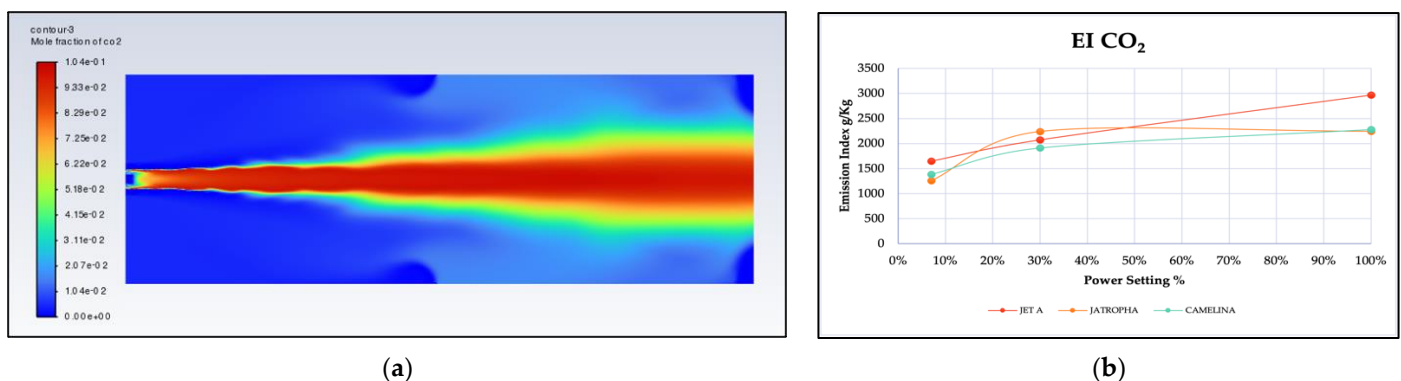 contour-3
Mole fraction of co2
1.04e-01
9.33e-02
8.29e-02
7.25e-02
6.22e-02
5.18e-02
4.15e-02
3.11e-02
2.07e-02
1.04e-02
0.00e+00
(a)
EI CO₂
Emission Index g/Kg
3500
3000
2500
2000
1500
1000
500
0
0% 10% 20% 30% 40% 50% 60% 70% 80% 90% 100%
Power Setting %
JET A JATROPHA CAMELINA
(b)